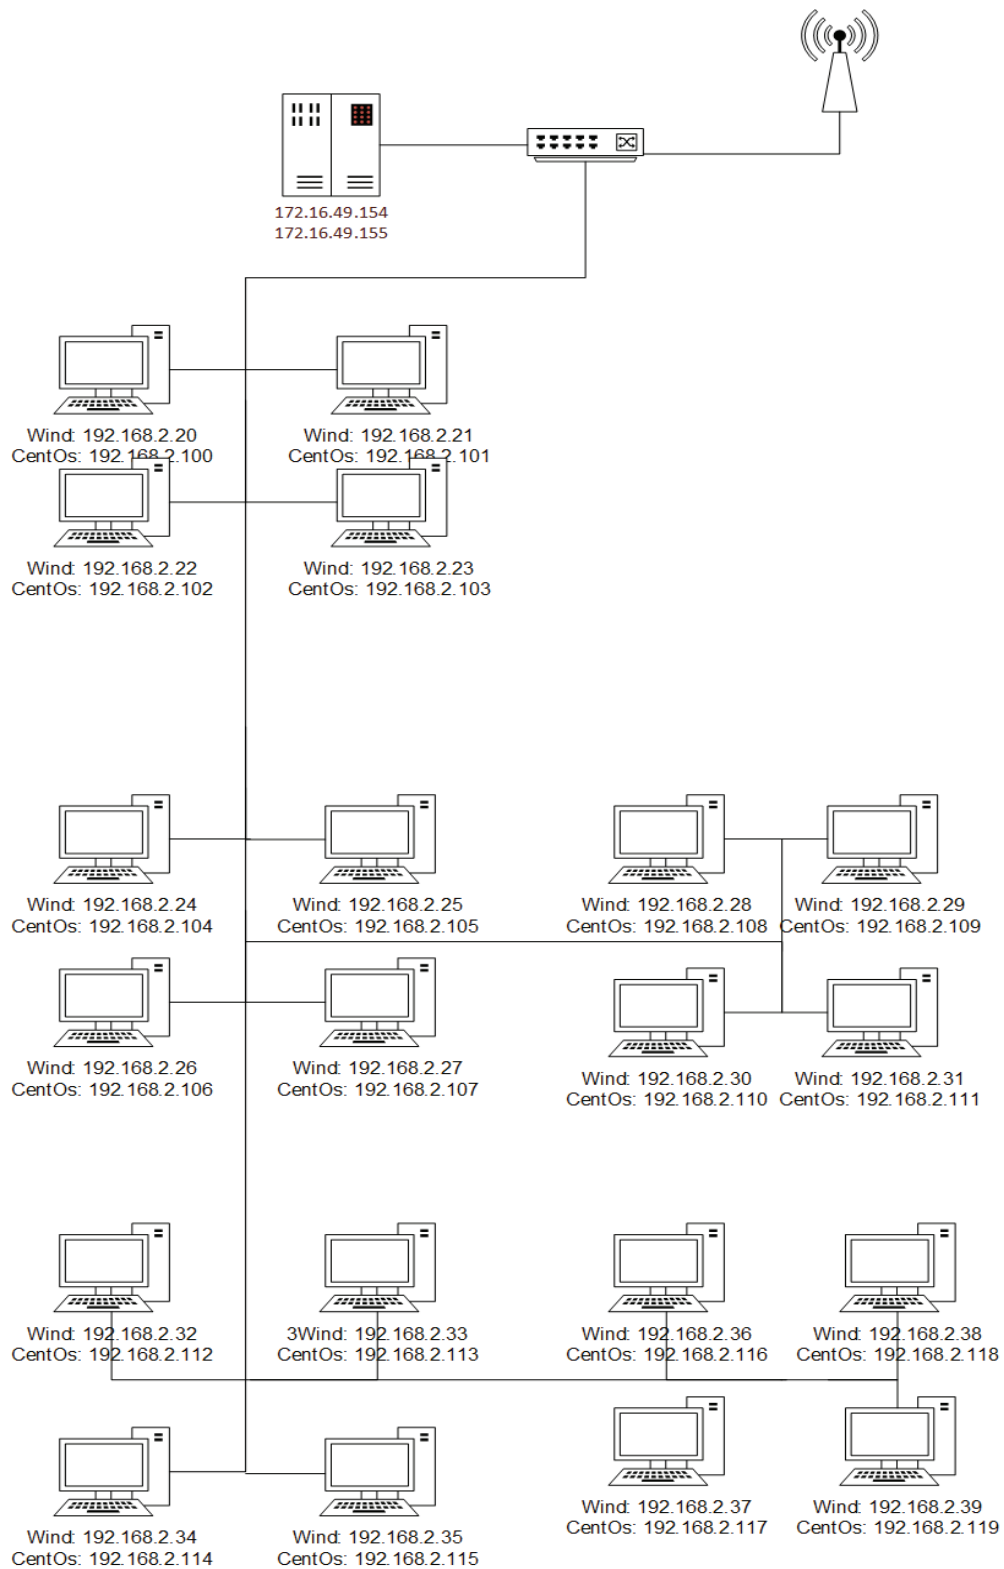 172.16.49.154
172.16.49.155
Wind: 192.168.2.20
CentOs: 192.168.2.100
Wind: 192.168.2.21
CentOs: 192.168.2.101
Wind: 192.168.2.22
CentOs: 192.168.2.102
Wind: 192.168.2.23
CentOs: 192.168.2.103
Wind: 192.168.2.24
CentOs: 192.168.2.104
Wind: 192.168.2.25
CentOs: 192.168.2.105
Wind: 192.168.2.28
CentOs: 192.168.2.108
Wind: 192.168.2.29
CentOs: 192.168.2.109
Wind: 192.168.2.26
CentOs: 192.168.2.106
Wind: 192.168.2.27
CentOs: 192.168.2.107
Wind: 192.168.2.30
CentOs: 192.168.2.110
Wind: 192.168.2.31
CentOs: 192.168.2.111
Wind: 192.168.2.32
CentOs: 192.168.2.112
3Wind: 192.168.2.33
CentOs: 192.168.2.113
Wind: 192.168.2.36
CentOs: 192.168.2.116
Wind: 192.168.2.38
CentOs: 192.168.2.118
Wind: 192.168.2.34
CentOs: 192.168.2.114
Wind: 192.168.2.35
CentOs: 192.168.2.115
Wind: 192.168.2.37
CentOs: 192.168.2.117
Wind: 192.168.2.39
CentOs: 192.168.2.119